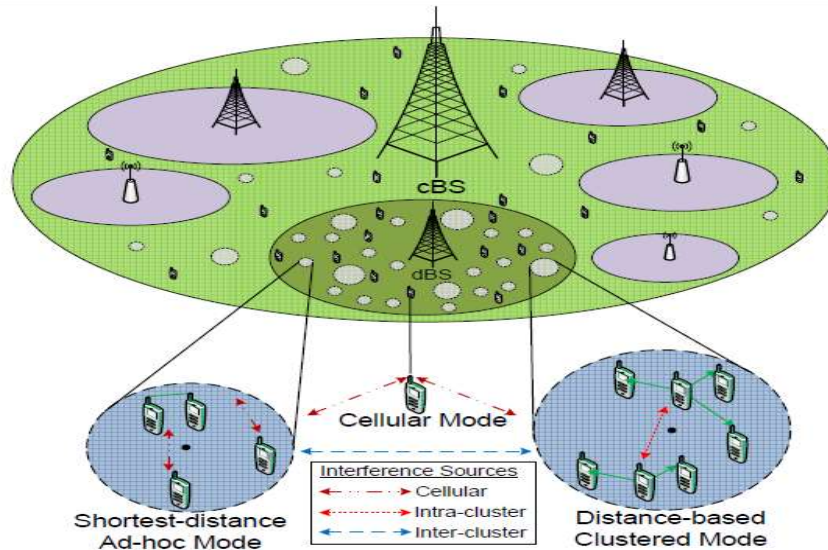 cBS
dBS
Cellular Mode
Interference Sources
Cellular
Intra-cluster
Inter-cluster
Shortest-distance
Ad-hoc Mode
Distance-based
Clustered Mode